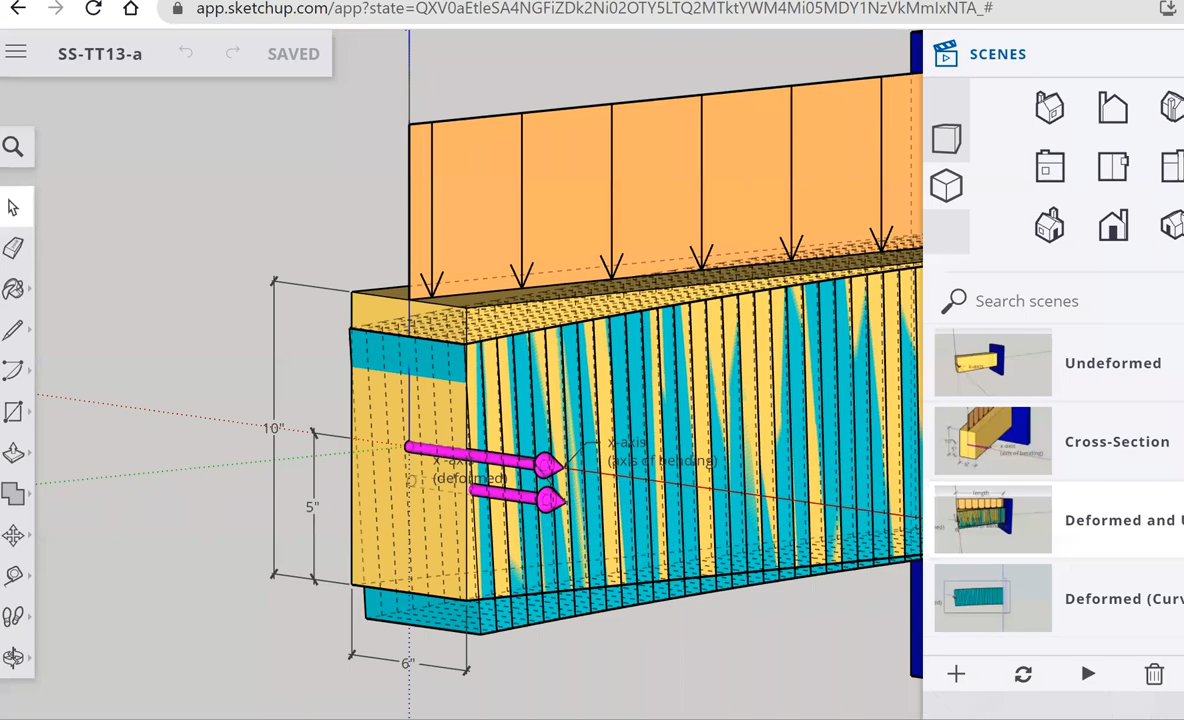 app.sketchup.com/app?state=QXV0aEtleSA4NGFiZDk2Ni02OTY5LTQ2MTktYWM4Mi05MDY1NzVkMmIxNTA_#
SS-TT13-a
SAVED
SCENES
Search scenes
Undeformed
Cross-Section
Deformed and U
Deformed (Curv
10"
x-axis
(axis of bending)
x-axis
(deformed)
5"
6"